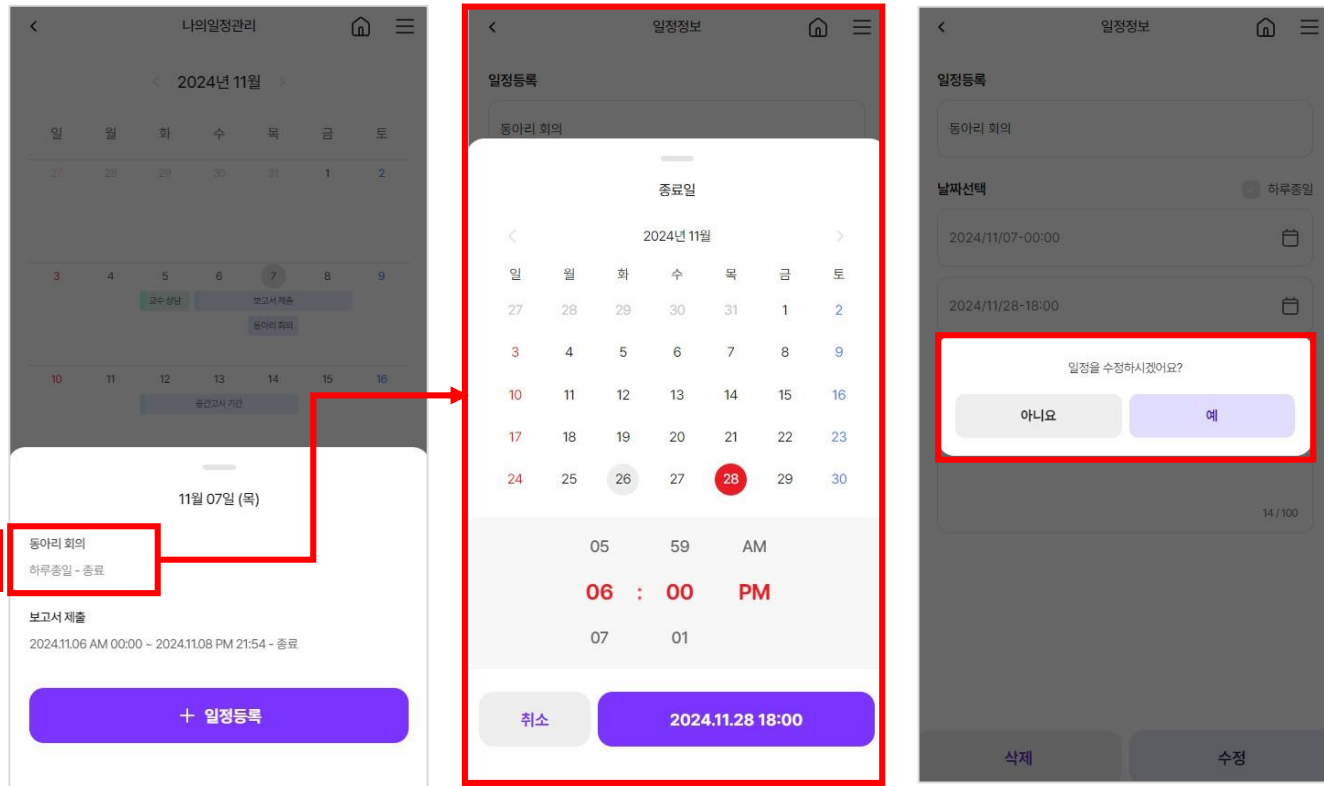 나의일정관리
2024년 11월
일 월 화 수 목 금 토
27 28 29 30 31 1 2
3 4 5 6 7 8 9
교수 상담 보고서 제출
동아리 회의
10 11 12 13 14 15 16
중간고사 기간
11월 07일 (목)
동아리 회의
하루종일 - 종료
보고서 제출
2024.11.06 AM 00:00 ~ 2024.11.08 PM 21:54 - 종료
+ 일정등록
일정정보
일정등록
동아리 회의
종료일
2024년 11월
일 월 화 수 목 금 토
27 28 29 30 31 1 2
3 4 5 6 7 8 9
10 11 12 13 14 15 16
17 18 19 20 21 22 23
24 25 26 27 28 29 30
05 59 AM
06 : 00 PM
07 01
취소 2024.11.28 18:00
일정정보
일정등록
동아리 회의
날짜선택 하루종일
2024/11/07-00:00
2024/11/28-18:00
일정을 수정하시겠어요?
아니요 예
14 / 100
삭제 수정